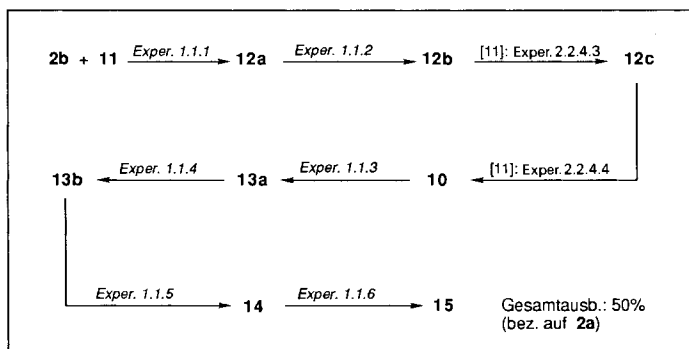 2b + 11 Exper. 1.1.1 12a Exper. 1.1.2 12b [11]: Exper. 2.2.4.3 12c
13b Exper. 1.1.4 13a Exper. 1.1.3 10 [11]: Exper. 2.2.4.4
Exper. 1.1.5 14 Exper. 1.1.6 15 Gesamtausb.: 50%
(bez. auf 2a)